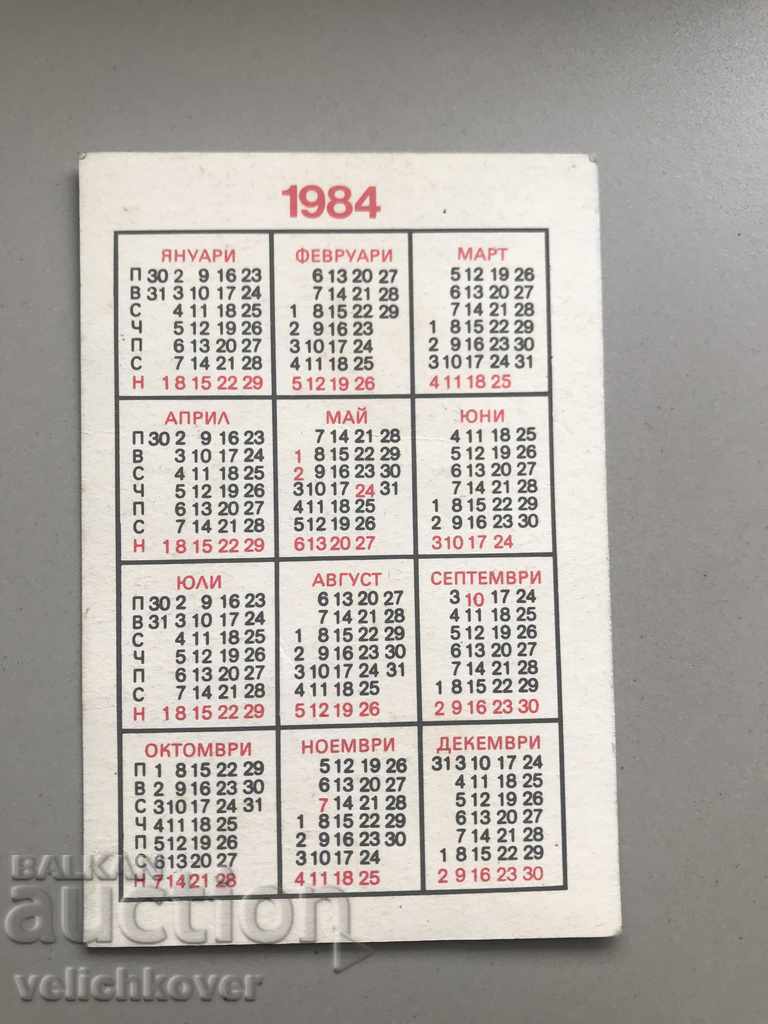 1984
ЯНУАРИ
П 30 2 9 16 23
В 31 3 10 17 24
С 4 11 18 25
Ч 5 12 19 26
П 6 13 20 27
С 7 14 21 28
Н 1 8 15 22 29
ФЕВРУАРИ
6 13 20 27
7 14 21 28
1 8 15 22 29
2 9 16 23
3 10 17 24
4 11 18 25
5 12 19 26
МАРТ
5 12 19 26
6 13 20 27
7 14 21 28
1 8 15 22 29
2 9 16 23 30
3 10 17 24 31
4 11 18 25
АПРИЛ
П 30 2 9 16 23
В 3 10 17 24
С 4 11 18 25
Ч 5 12 19 26
П 6 13 20 27
С 7 14 21 28
Н 1 8 15 22 29
МАЙ
7 14 21 28
1 8 15 22 29
2 9 16 23 30
3 10 17 24 31
4 11 18 25
5 12 19 26
6 13 20 27
ЮНИ
4 11 18 25
5 12 19 26
6 13 20 27
7 14 21 28
1 8 15 22 29
2 9 16 23 30
3 10 17 24
ЮЛИ
П 30 2 9 16 23
В 31 3 10 17 24
С 4 11 18 25
Ч 5 12 19 26
П 6 13 20 27
С 7 14 21 28
Н 1 8 15 22 29
АВГУСТ
6 13 20 27
7 14 21 28
1 8 15 22 29
2 9 16 23 30
3 10 17 24 31
4 11 18 25
5 12 19 26
СЕПТЕМВРИ
3 10 17 24
4 11 18 25
5 12 19 26
6 13 20 27
7 14 21 28
1 8 15 22 29
2 9 16 23 30
ОКТОМВРИ
П 1 8 15 22 29
В 2 9 16 23 30
С 3 10 17 24 31
Ч 4 11 18 25
П 5 12 19 26
С 6 13 20 27
Н 7 14 21 28
НОЕМВРИ
5 12 19 26
6 13 20 27
7 14 21 28
1 8 15 22 29
2 9 16 23 30
3 10 17 24
4 11 18 25
ДЕКЕМВРИ
31 3 10 17 24
4 11 18 25
5 12 19 26
6 13 20 27
7 14 21 28
1 8 15 22 29
2 9 16 23 30
BALKAN
auction
velichkover